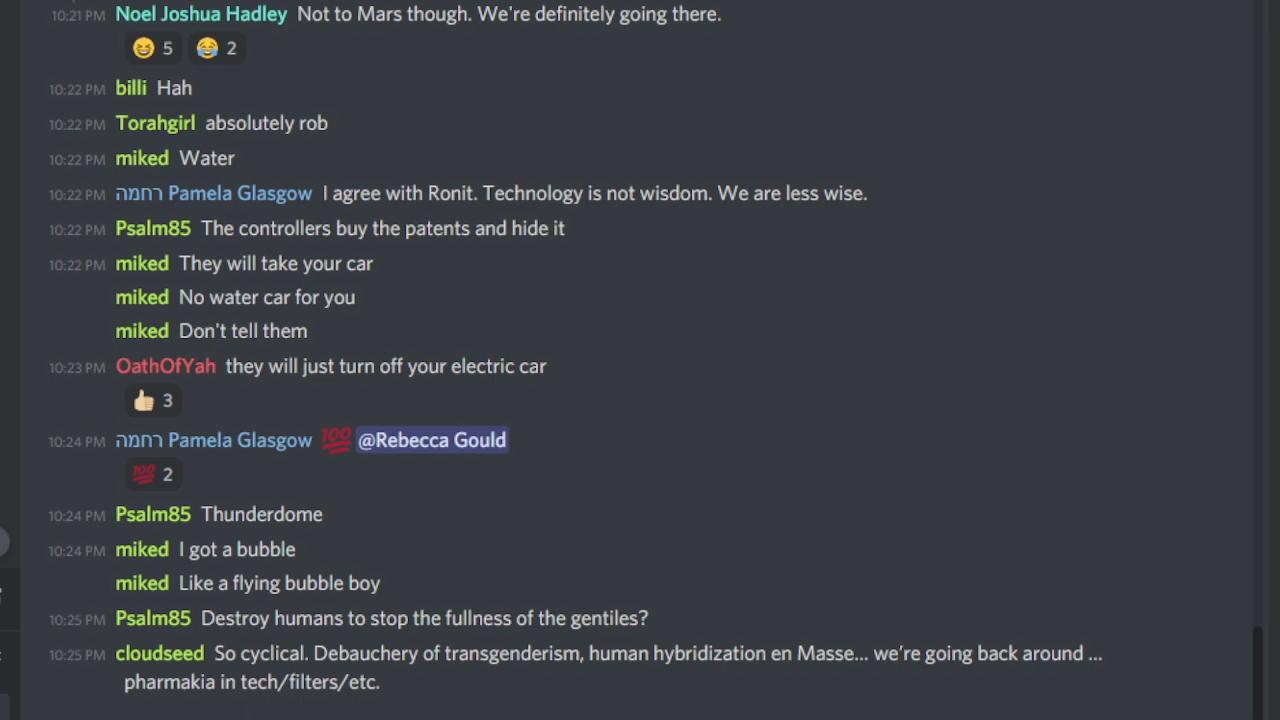 10:21 PM Noel Joshua Hadley Not to Mars though. We're definitely going there.
😆 5 😂 2
10:22 PM billi Hah
10:22 PM Torahgirl absolutely rob
10:22 PM miked Water
10:22 PM רחמה Pamela Glasgow I agree with Ronit. Technology is not wisdom. We are less wise.
10:22 PM Psalm85 The controllers buy the patents and hide it
10:22 PM miked They will take your car
miked No water car for you
miked Don't tell them
10:23 PM OathOfYah they will just turn off your electric car
👍 3
10:24 PM רחמה Pamela Glasgow 💯 @Rebecca Gould
💯 2
10:24 PM Psalm85 Thunderdome
10:24 PM miked I got a bubble
miked Like a flying bubble boy
10:25 PM Psalm85 Destroy humans to stop the fullness of the gentiles?
10:25 PM cloudseed So cyclical. Debauchery of transgenderism, human hybridization en Masse... we're going back around ...
pharmakia in tech/filters/etc.